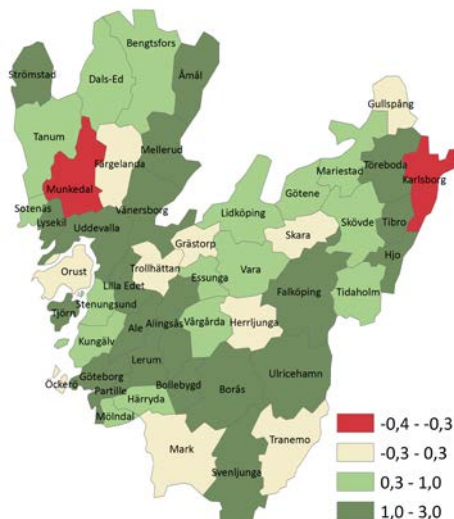 Bengtsfors
Strömstad
Dals-Ed
Åmål
Gullspång
Tanum
Mellerud
Färgelanda
Töreboda
Mariestad
Karlsborg
Munkedal
Götene
Sotenäs
Vänersborg
Lidköping
Lysekil
Uddevalla
Skövde
Tibro
Skara
Grästorp
Hjo
Orust
Trollhättan
Essunga
Vara
Lilla Edet
Falköping
Tidaholm
Stenungsund
Tjörn
Ale
Alingsås
Vårgårda
Herrljunga
Kungälv
Lerum
Ulricehamn
Öckerö
Göteborg
Bollebygd
Borås
Partille
Härryda
Mölndal
Mark
Tranemo
Svenljunga
-0,4 - -0,3
-0,3 - 0,3
0,3 - 1,0
1,0 - 3,0